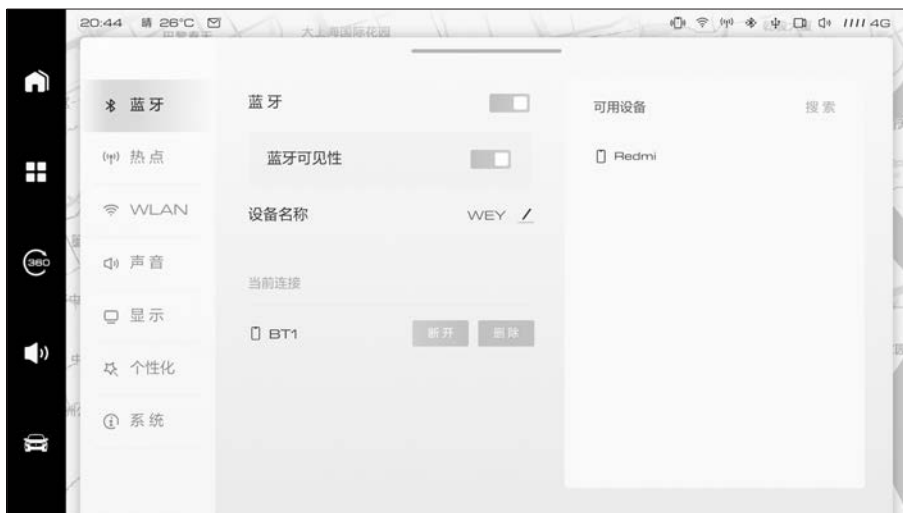 20:44 晴 26°C
4G
大上海国际花园
360
蓝牙
热点
WLAN
声音
显示
个性化
系统
蓝牙
蓝牙可见性
设备名称 WEY
当前连接
BT1 断开 删除
可用设备 搜索
Redmi